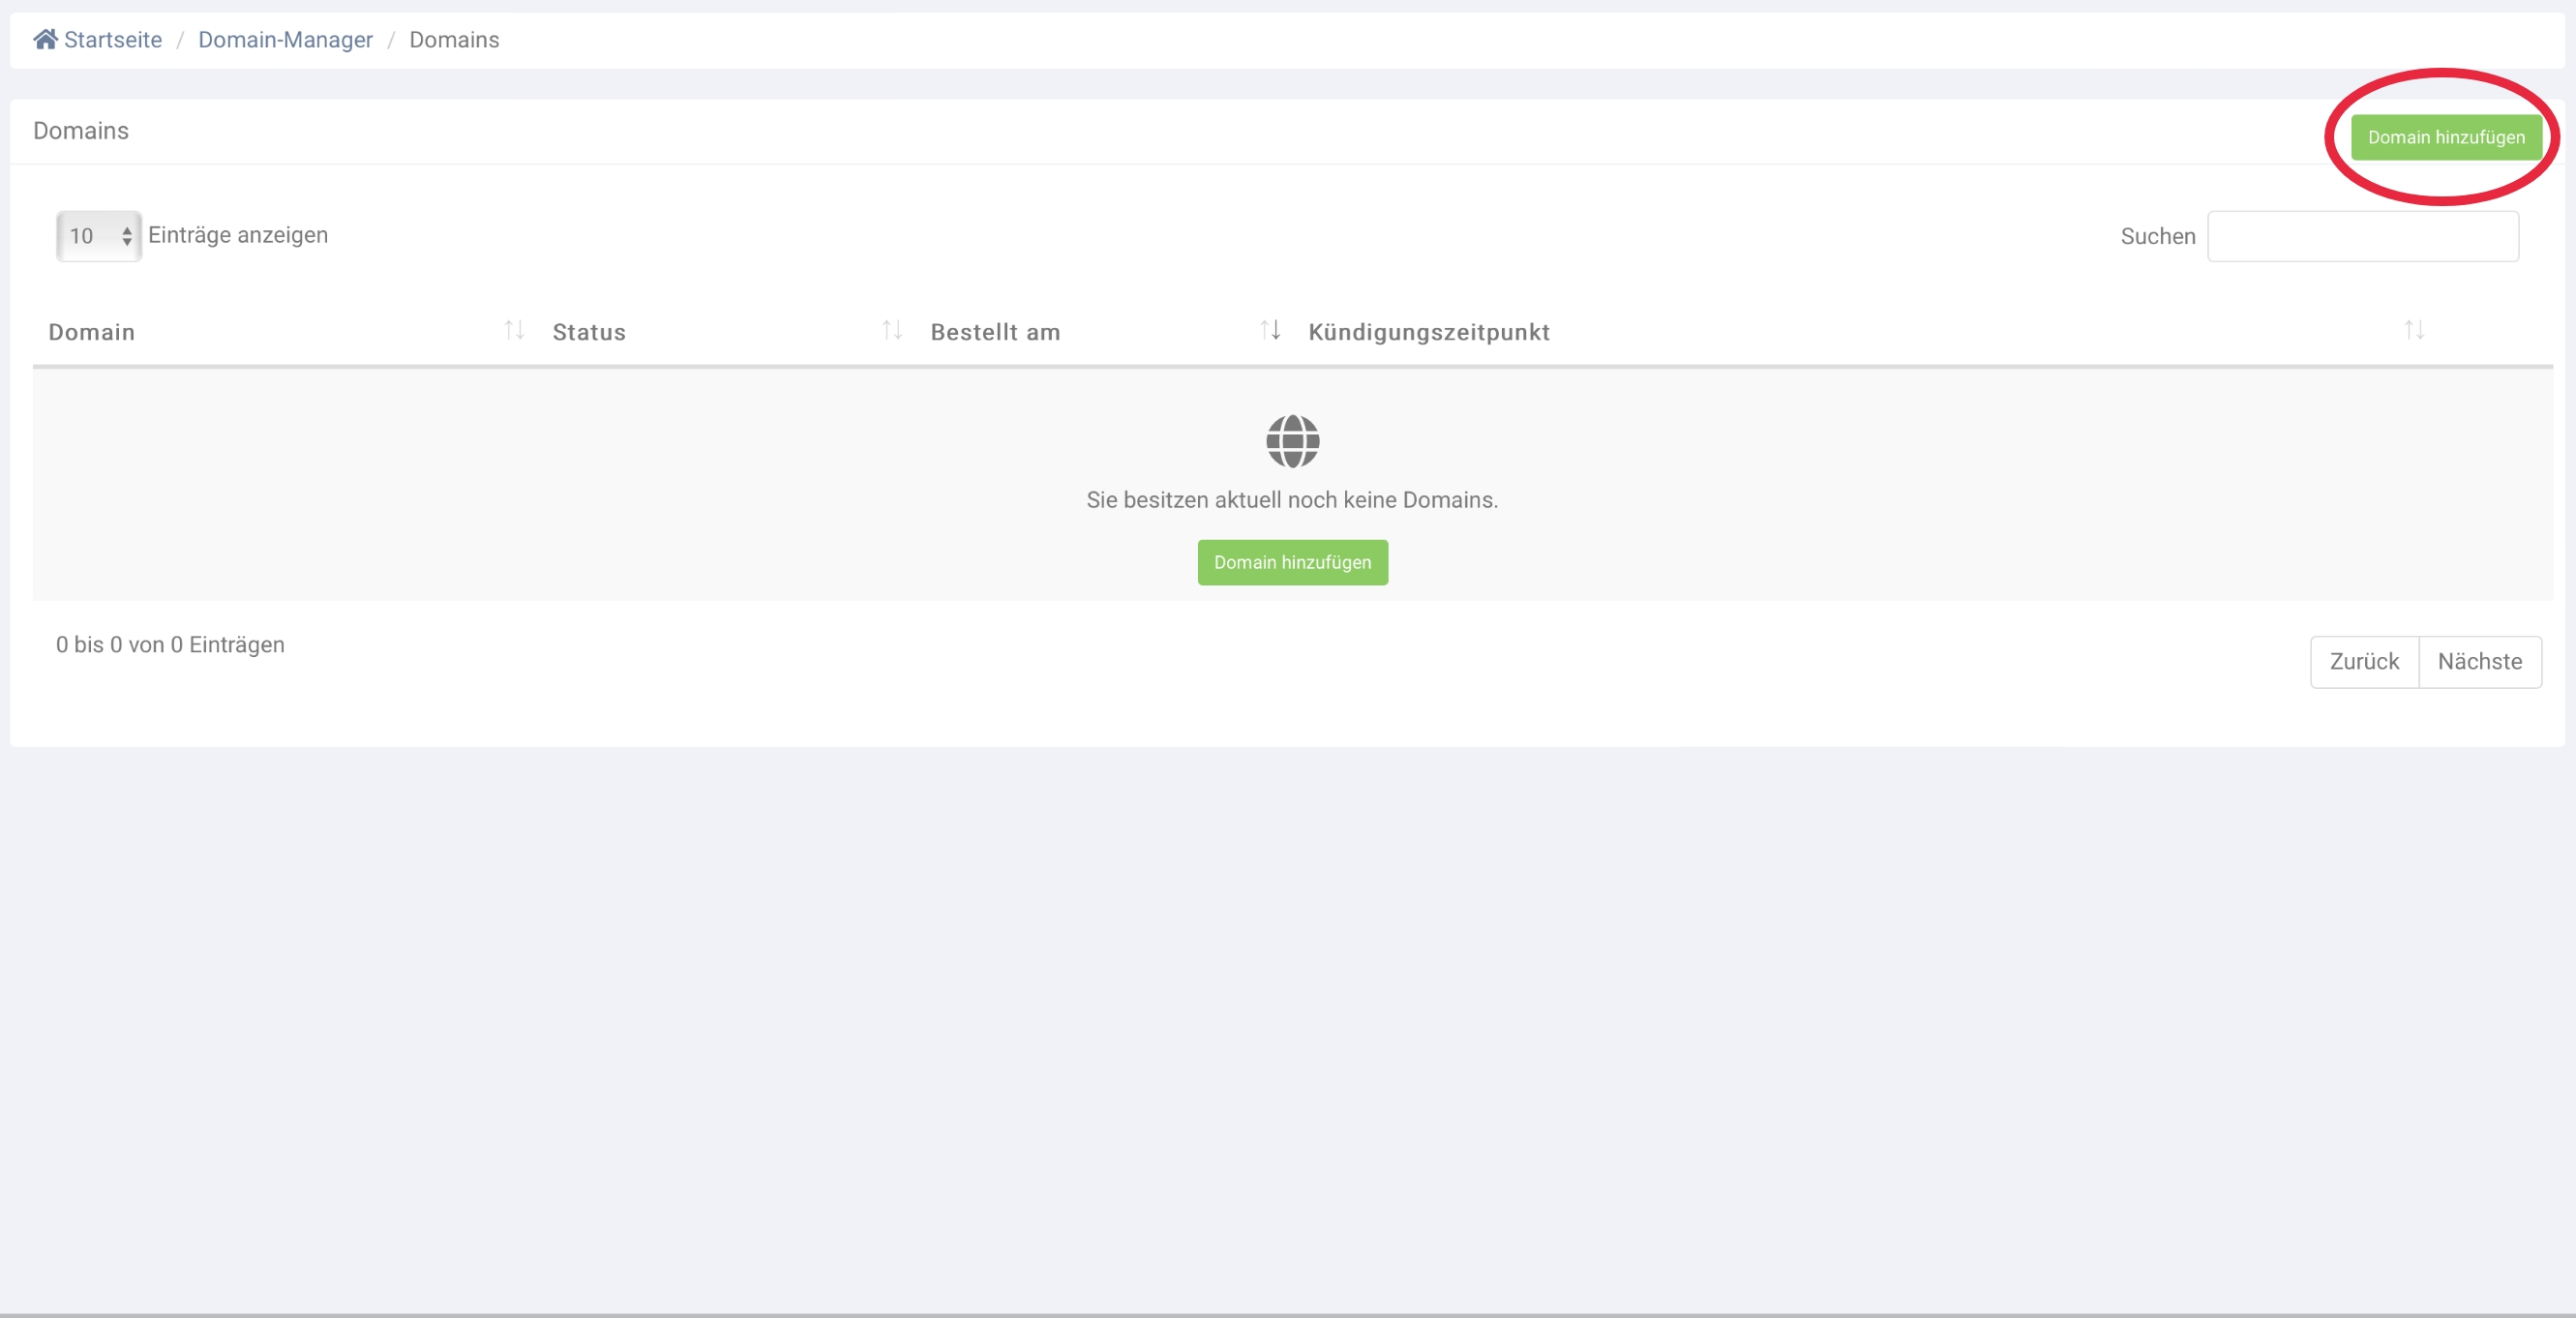 Startseite / Domain-Manager / Domains
Domains
Domain hinzufügen
10 Einträge anzeigen
Suchen
Domain Status Bestellt am Kündigungszeitpunkt
Sie besitzen aktuell noch keine Domains.
Domain hinzufügen
0 bis 0 von 0 Einträgen
Zurück Nächste